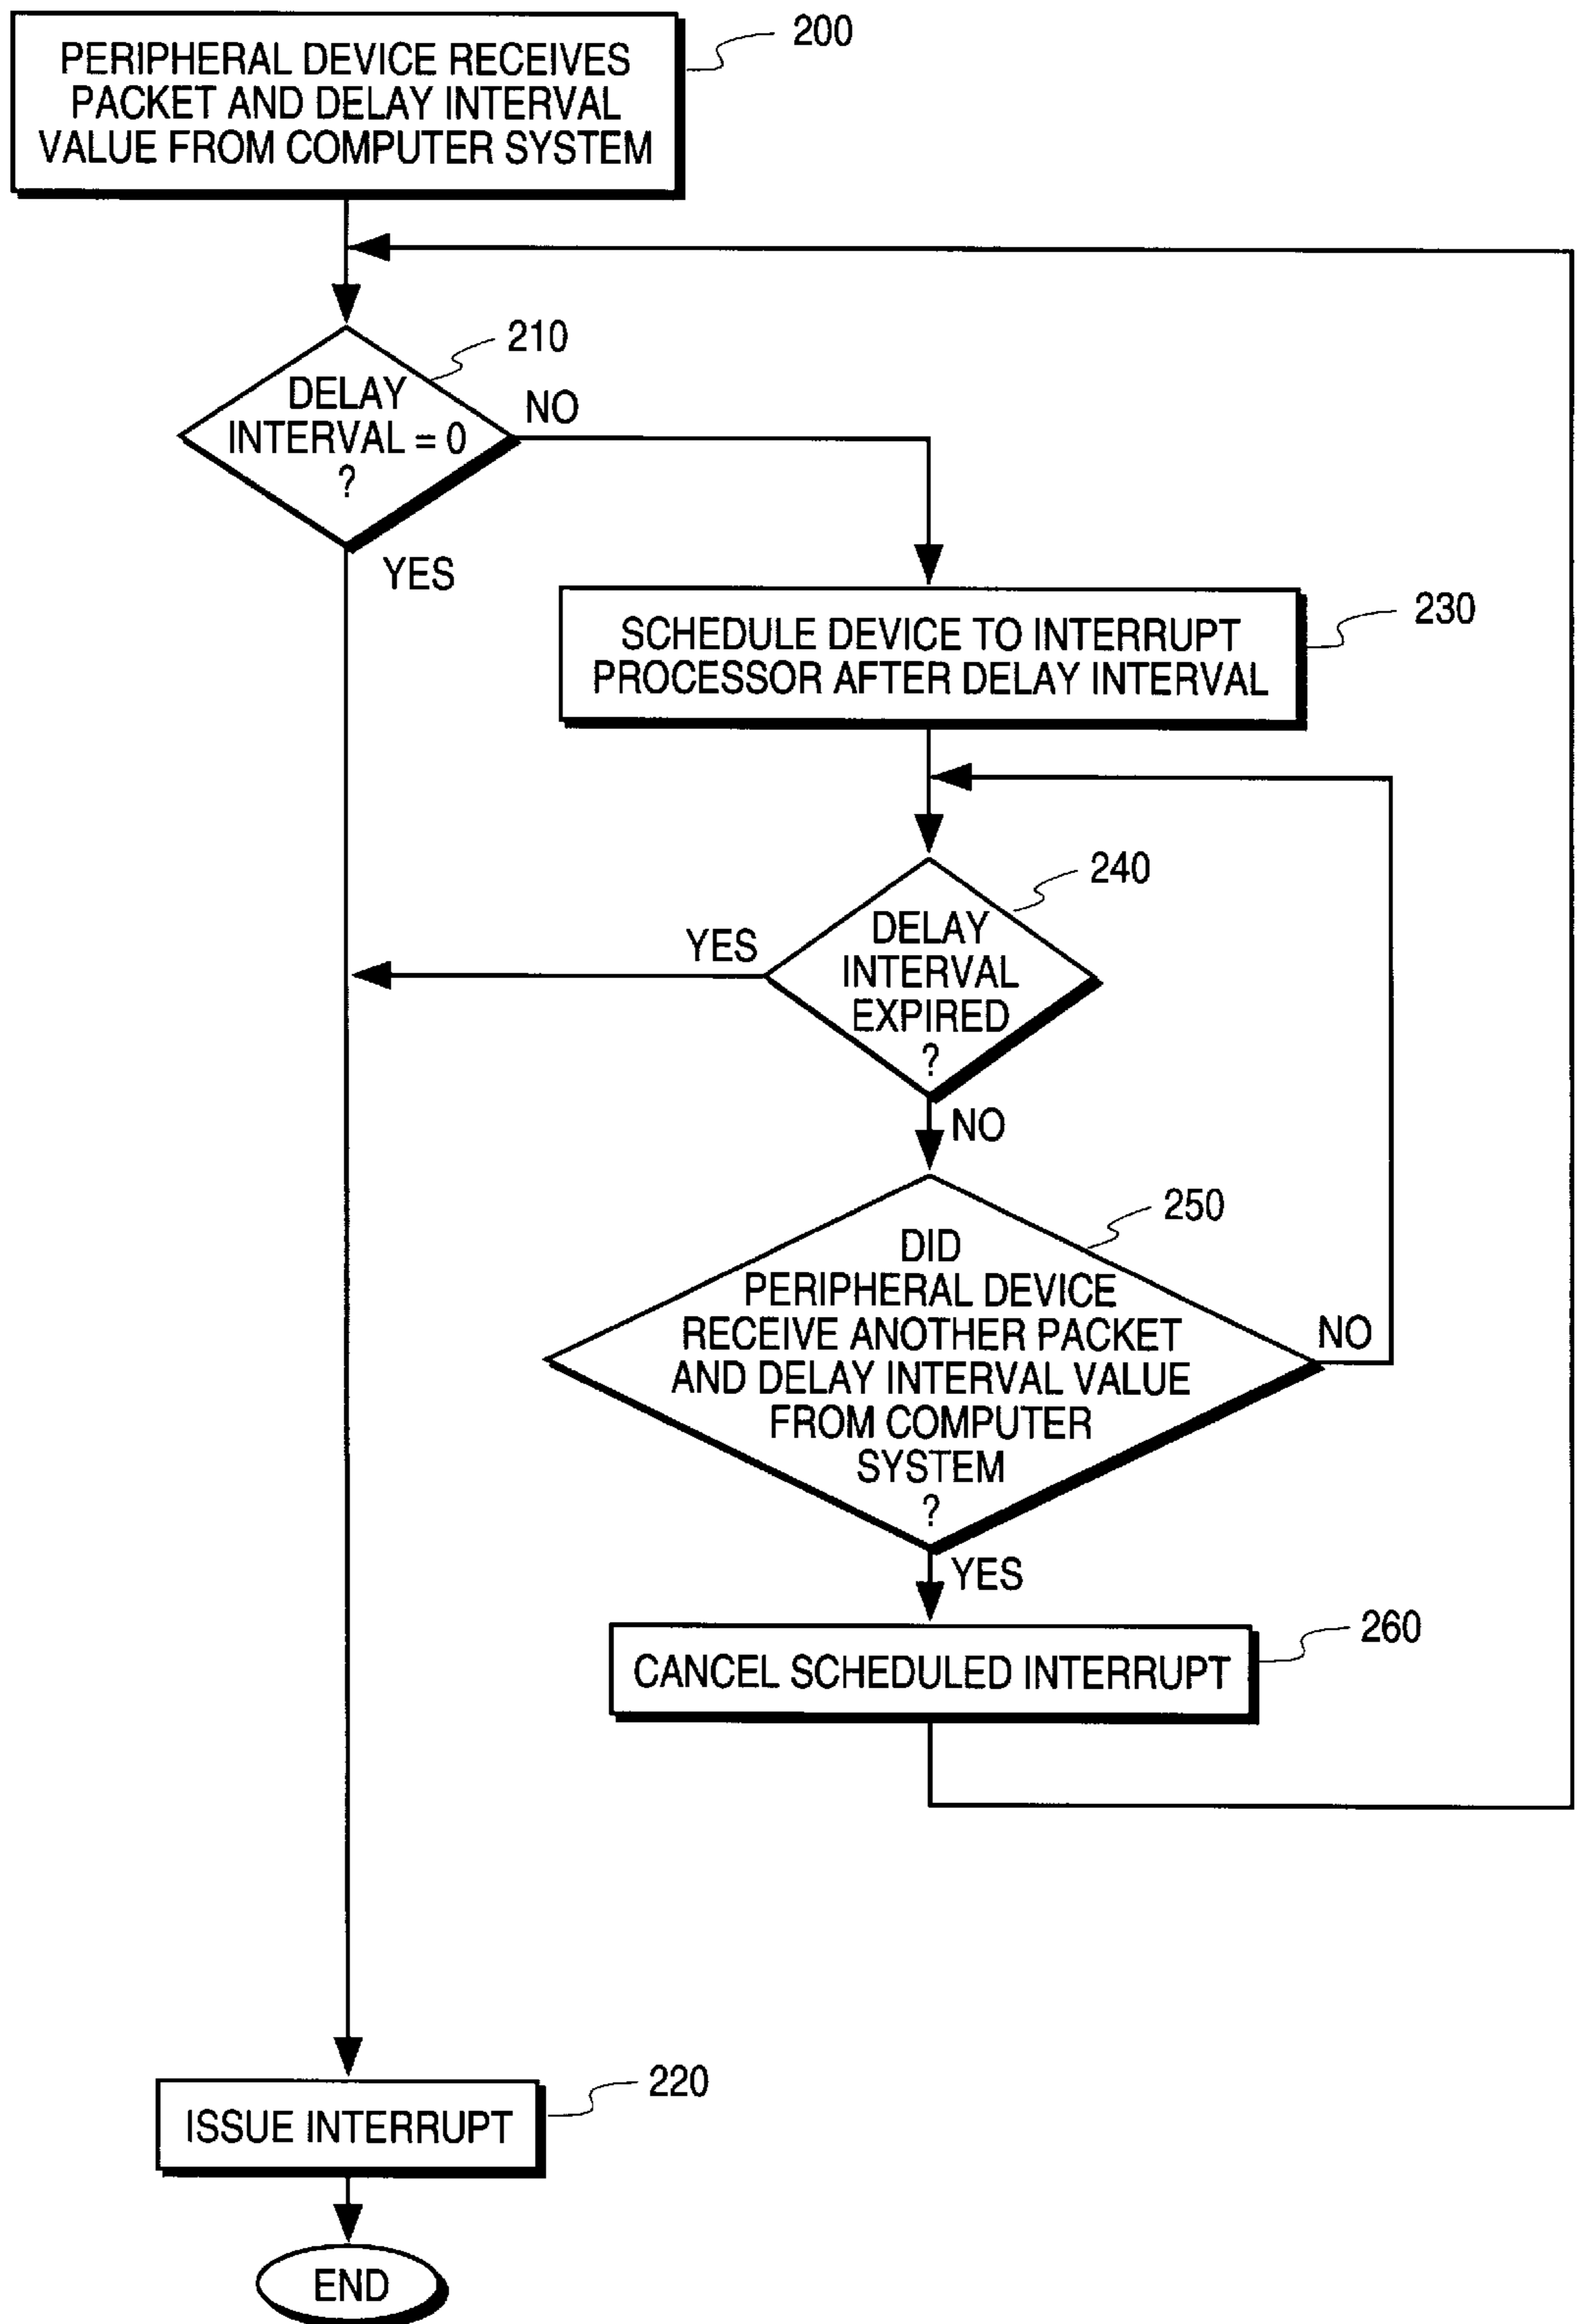 200
PERIPHERAL DEVICE RECEIVES
PACKET AND DELAY INTERVAL
VALUE FROM COMPUTER SYSTEM
210
DELAY
INTERVAL = 0
?
NO
YES
230
SCHEDULE DEVICE TO INTERRUPT
PROCESSOR AFTER DELAY INTERVAL
240
DELAY
INTERVAL
EXPIRED
?
YES
NO
250
DID
PERIPHERAL DEVICE
RECEIVE ANOTHER PACKET
AND DELAY INTERVAL VALUE
FROM COMPUTER
SYSTEM
?
NO
YES
260
CANCEL SCHEDULED INTERRUPT
220
ISSUE INTERRUPT
END